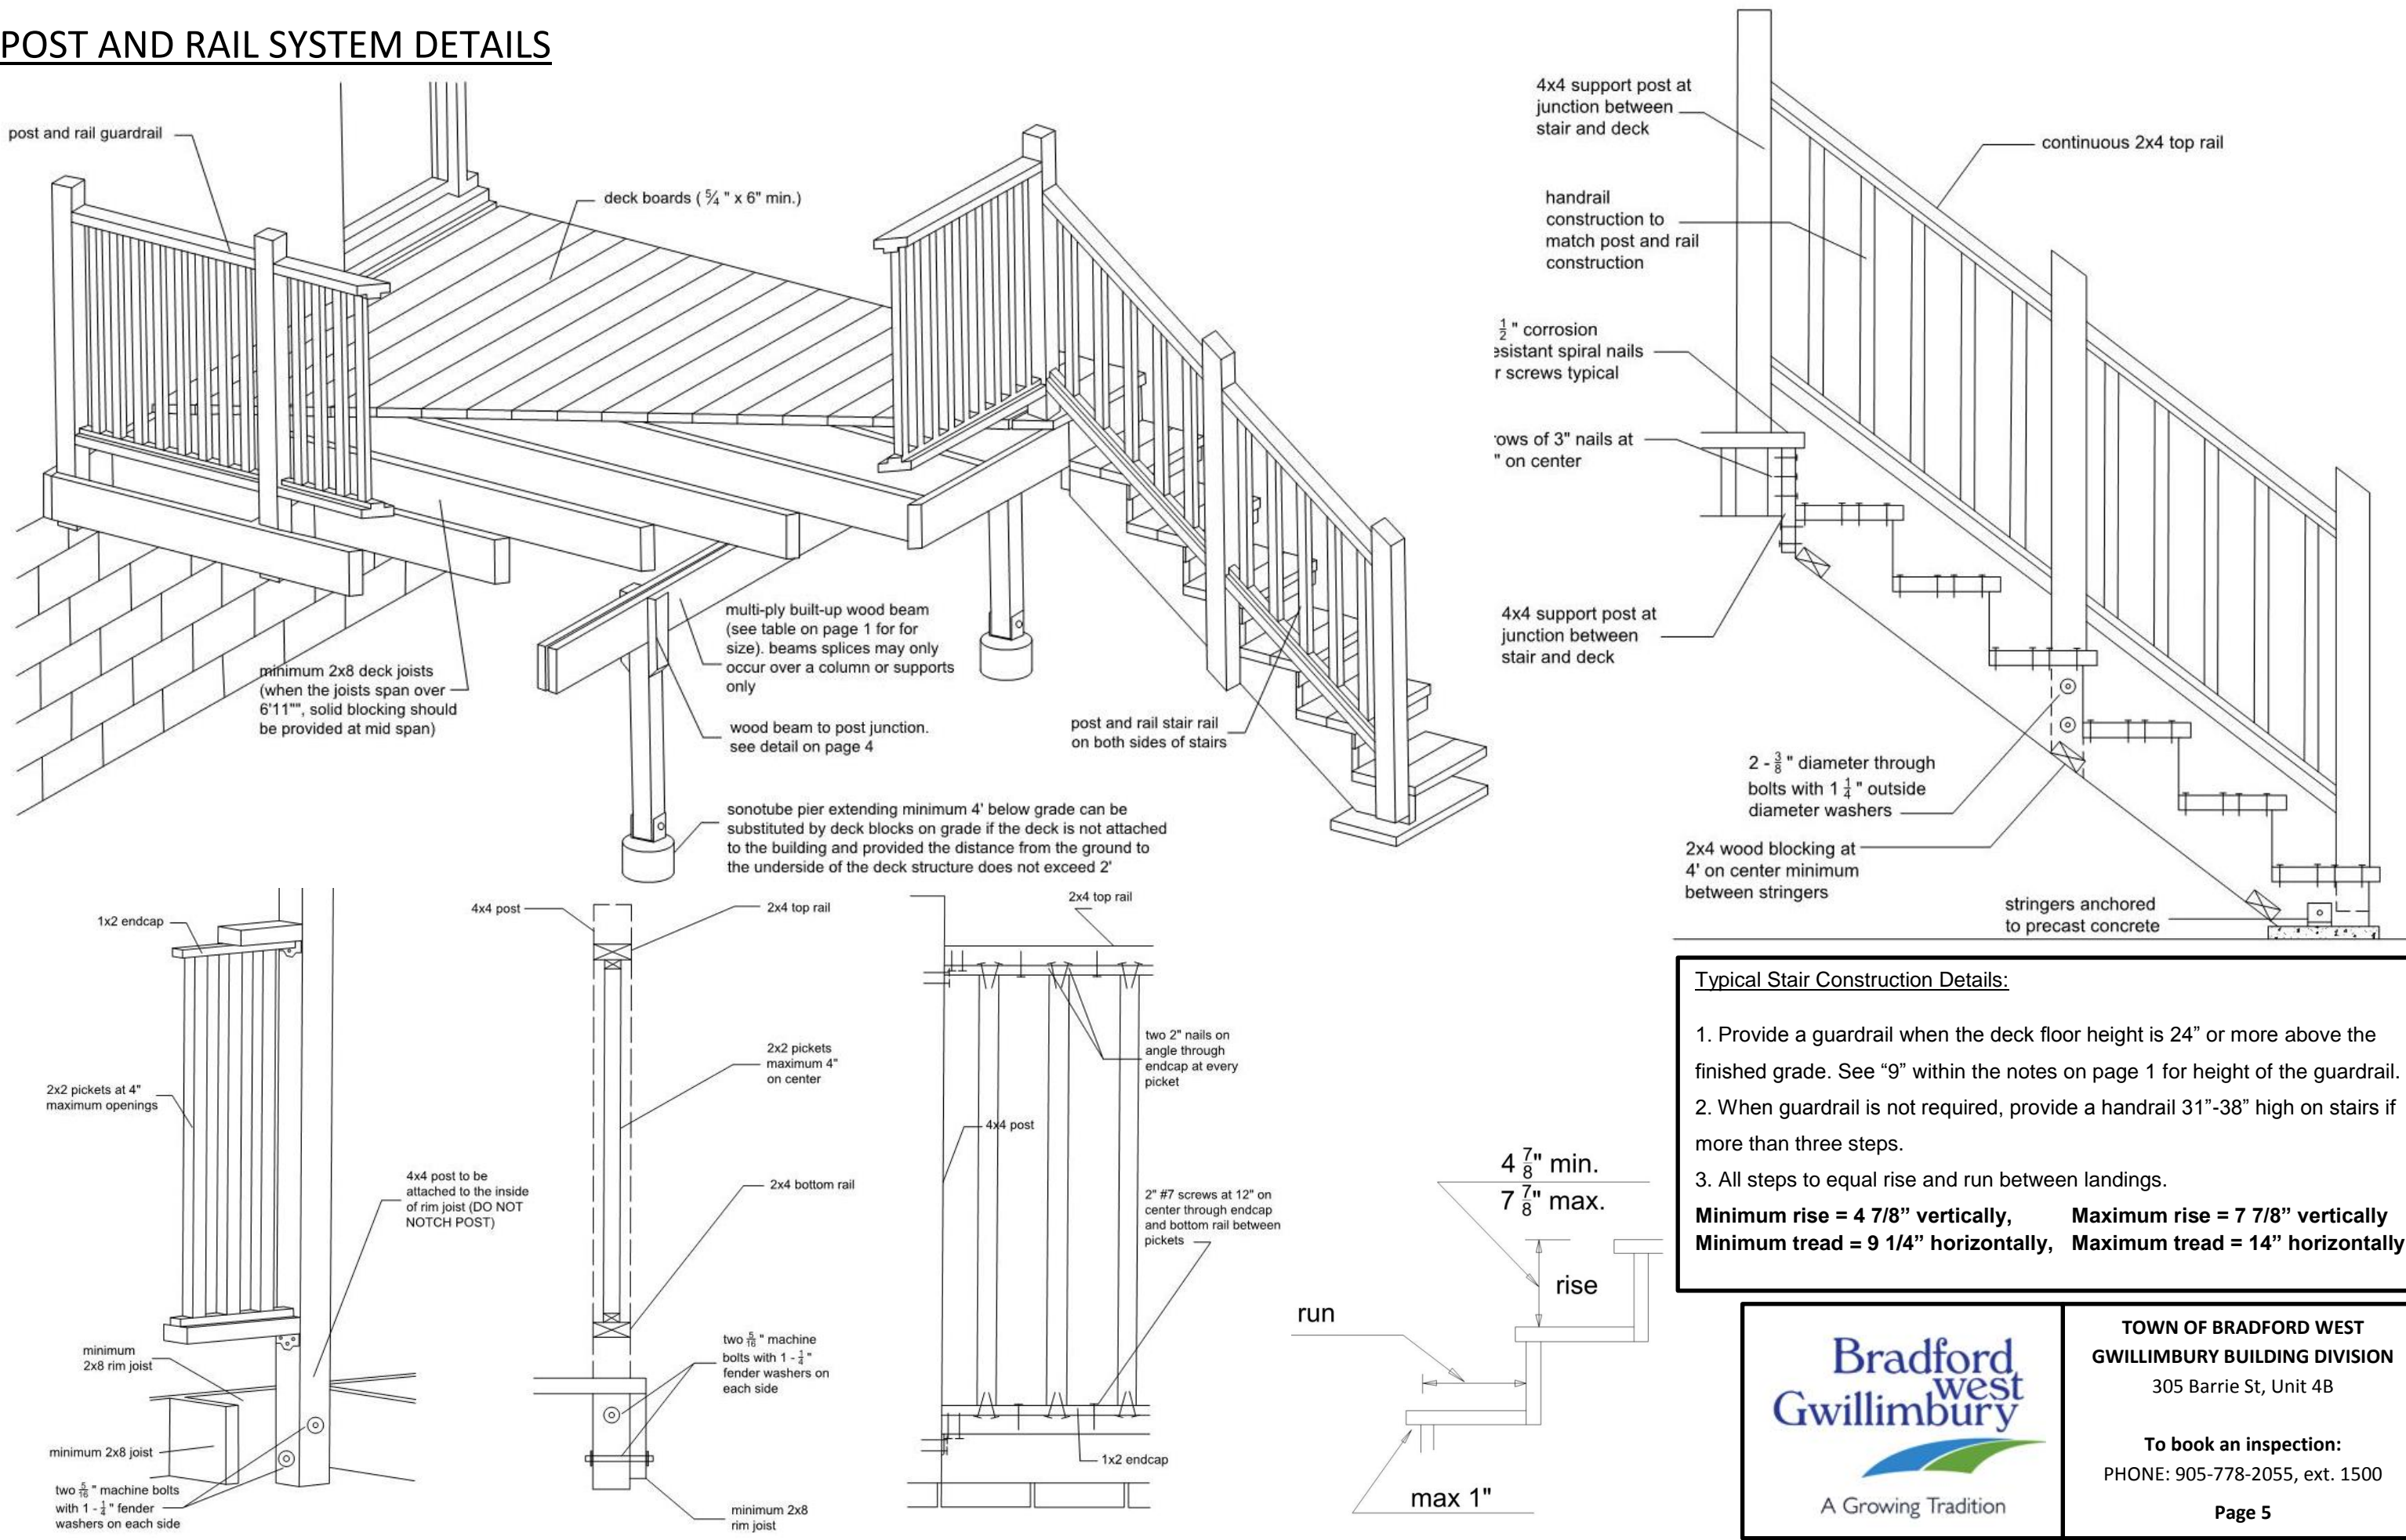 POST AND RAIL SYSTEM DETAILS
post and rail guardrail
deck boards ( 5/4 " x 6" min.)
minimum 2x8 deck joists
(when the joists span over
6'11"", solid blocking should
be provided at mid span)
multi-ply built-up wood beam
(see table on page 1 for for
size). beams splices may only
occur over a column or supports
only
wood beam to post junction.
see detail on page 4
post and rail stair rail
on both sides of stairs
sonotube pier extending minimum 4' below grade can be
substituted by deck blocks on grade if the deck is not attached
to the building and provided the distance from the ground to
the underside of the deck structure does not exceed 2'
4x4 support post at
junction between
stair and deck
continuous 2x4 top rail
handrail
construction to
match post and rail
construction
1/2 " corrosion
esistant spiral nails
r screws typical
rows of 3" nails at
" on center
4x4 support post at
junction between
stair and deck
2 - 3/8 " diameter through
bolts with 1 1/4 " outside
diameter washers
2x4 wood blocking at
4' on center minimum
between stringers
stringers anchored
to precast concrete
1x2 endcap
2x2 pickets at 4"
maximum openings
4x4 post to be
attached to the inside
of rim joist (DO NOT
NOTCH POST)
minimum
2x8 rim joist
minimum 2x8 joist
two 5/16 " machine bolts
with 1 - 1/4 " fender
washers on each side
4x4 post
2x4 top rail
2x2 pickets
maximum 4"
on center
2x4 bottom rail
two 5/16 " machine
bolts with 1 - 1/4 "
fender washers on
each side
minimum 2x8
rim joist
2x4 top rail
two 2" nails on
angle through
endcap at every
picket
4x4 post
2" #7 screws at 12" on
center through endcap
and bottom rail between
pickets
1x2 endcap
4 7/8" min.
7 7/8" max.
rise
run
max 1"
Typical Stair Construction Details:
1. Provide a guardrail when the deck floor height is 24” or more above the
finished grade. See “9” within the notes on page 1 for height of the guardrail.
2. When guardrail is not required, provide a handrail 31”-38” high on stairs if
more than three steps.
3. All steps to equal rise and run between landings.
Minimum rise = 4 7/8” vertically, Maximum rise = 7 7/8” vertically
Minimum tread = 9 1/4” horizontally, Maximum tread = 14” horizontally
Bradford
west
Gwillimbury
A Growing Tradition
TOWN OF BRADFORD WEST
GWILLIMBURY BUILDING DIVISION
305 Barrie St, Unit 4B
To book an inspection:
PHONE: 905-778-2055, ext. 1500
Page 5